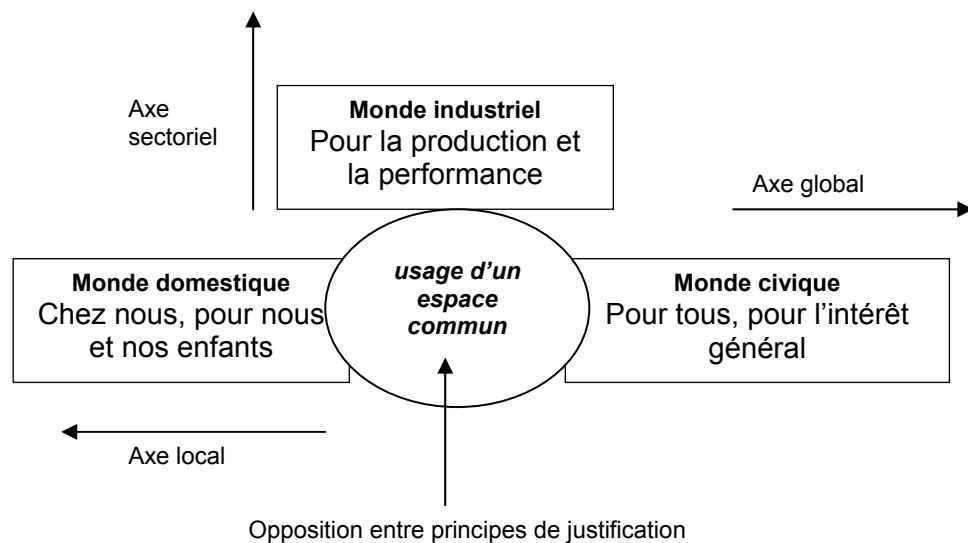 Axe
sectoriel
Monde industriel
Pour la production et
la performance
Axe global
Monde domestique
Chez nous, pour nous
et nos enfants
usage d’un
espace
commun
Monde civique
Pour tous, pour l’intérêt
général
Axe local
Opposition entre principes de justification